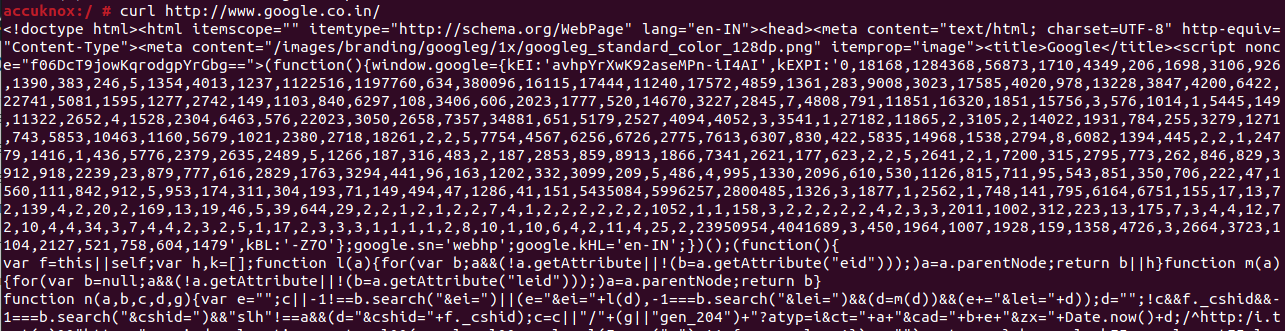 accuknox:/ # curl http://www.google.co.in/
<!doctype html><html itemscope="" itemtype="http://schema.org/WebPage" lang="en-IN"><head><meta content="text/html; charset=UTF-8" http-equiv=
"Content-Type"><meta content="/images/branding/googleg/1x/googleg_standard_color_128dp.png" itemprop="image"><title>Google</title><script nonc
e="f06DcT9jowKqrodgpYrGbg==">(function(){window.google={kEI:'avhpYrXwK92aseMPn-iI4AI',kEXPI:'0,18168,1284368,56873,1710,4349,206,1698,3106,926
,1390,383,246,5,1354,4013,1237,1122516,1197760,634,380096,16115,17444,11240,17572,4859,1361,283,9008,3023,17585,4020,978,13228,3847,4200,6422,
22741,5081,1595,1277,2742,149,1103,840,6297,108,3406,606,2023,1777,520,14670,3227,2845,7,4808,791,11851,16320,1851,15756,3,576,1014,1,5445,149
,11322,2652,4,1528,2304,6463,576,22023,3050,2658,7357,34881,651,5179,2527,4094,4052,3,3541,1,27182,11865,2,3105,2,14022,1931,784,255,3279,1271
,743,5853,10463,1160,5679,1021,2380,2718,18261,2,2,5,7754,4567,6256,6726,2775,7613,6307,830,422,5835,14968,1538,2794,8,6082,1394,445,2,2,1,247
79,1416,1,436,5776,2379,2635,2489,5,1266,187,316,483,2,187,2853,859,8913,1866,7341,2621,177,623,2,2,5,2641,2,1,7200,315,2795,773,262,846,829,3
912,918,2239,23,879,777,616,2829,1763,3294,441,96,163,1202,332,3099,209,5,486,4,995,1330,2096,610,530,1126,815,711,95,543,851,350,706,222,47,1
560,111,842,912,5,953,174,311,304,193,71,149,494,47,1286,41,151,5435084,5996257,2800485,1326,3,1877,1,2562,1,748,141,795,6164,6751,155,17,13,7
2,139,4,2,20,2,169,13,19,46,5,39,644,29,2,2,1,2,1,2,2,7,4,1,2,2,2,2,2,2,1052,1,1,158,3,2,2,2,2,2,4,2,3,3,2011,1002,312,223,13,175,7,3,4,4,12,7
2,10,4,4,34,3,7,4,4,2,3,2,5,1,17,2,3,3,3,1,1,1,1,2,8,10,1,10,6,4,2,11,4,25,2,23950954,4041689,3,450,1964,1007,1928,159,1358,4726,3,2664,3723,1
104,2127,521,758,604,1479',kBL:'-Z7O'};google.sn='webhp';google.kHL='en-IN';})();(function(){
var f=this||self;var h,k=[];function l(a){for(var b;a&&(!a.getAttribute||!(b=a.getAttribute("eid")));)a=a.parentNode;return b||h}function m(a)
{for(var b=null;a&&(!a.getAttribute||!(b=a.getAttribute("leid")));)a=a.parentNode;return b}
function n(a,b,c,d,g){var e="";c||-1!==b.search("&ei=")||(e="&ei="+l(d),-1===b.search("&lei=")&&(d=m(d))&&(e+="&lei="+d));d="";!c&&f._cshid&&-
1===b.search("&cshid=")&&"slh"!==a&&(d="&cshid="+f._cshid);c=c||"/"+(g||"gen_204")+"?atyp=i&ct="+a+"&cad="+b+e+"&zx="+Date.now()+d;/^http:/i.t